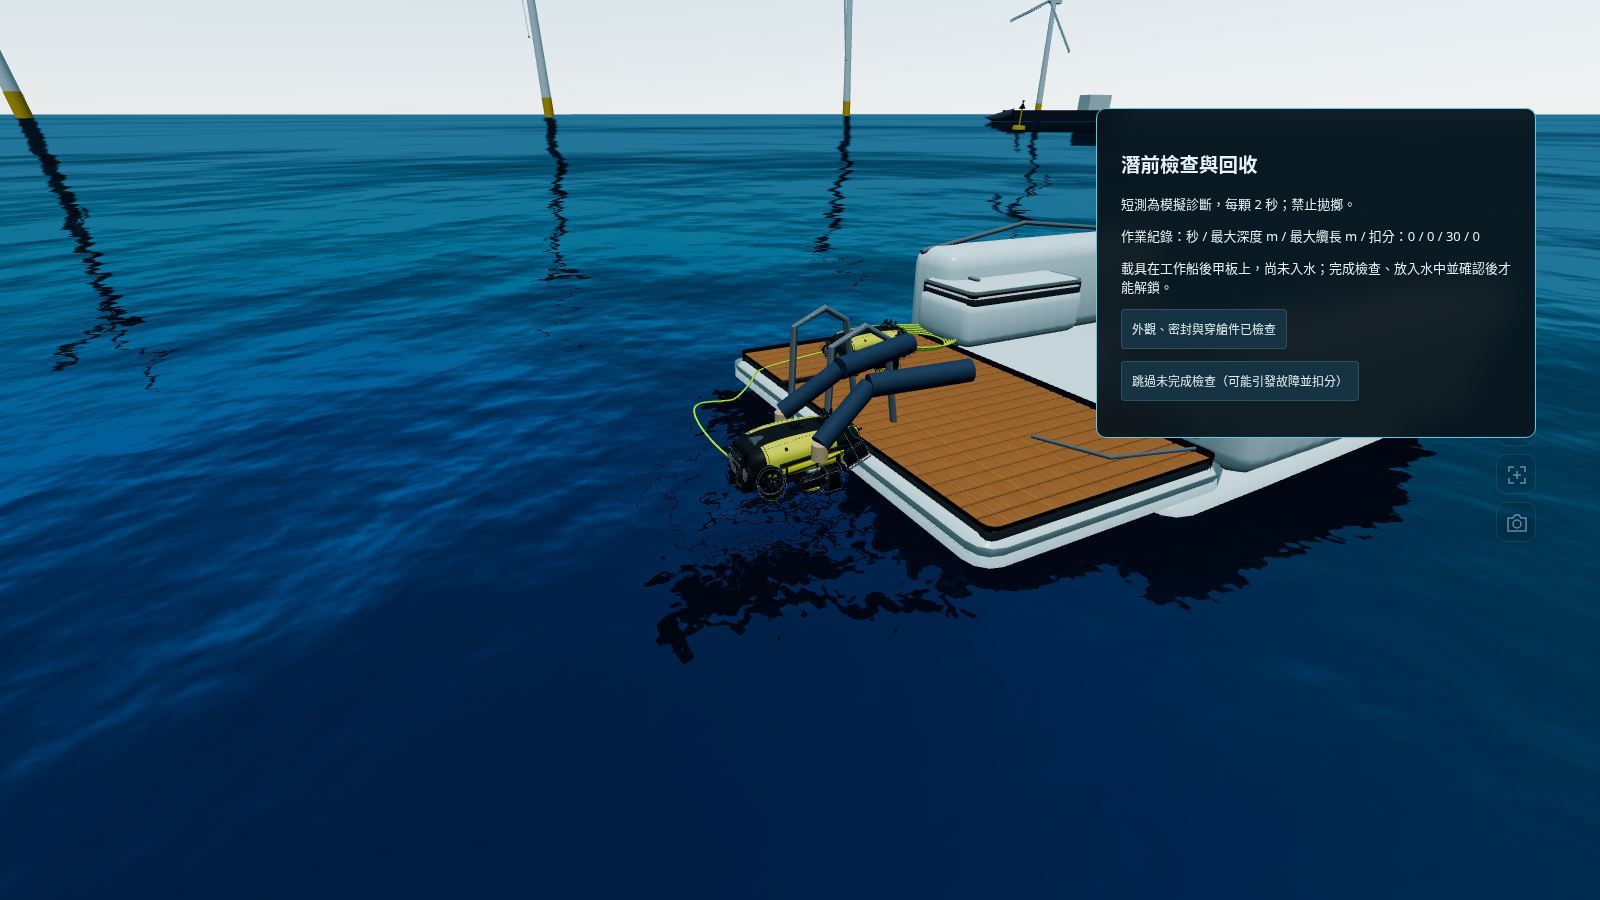 潛前檢查與回收
短測為模擬診斷，每顆 2 秒；禁止拋擲。
作業紀錄：秒 / 最大深度 m / 最大纜長 m / 扣分：0 / 0 / 30 / 0
載具在工作船後甲板上，尚未入水；完成檢查、放入水中並確認後才
能解鎖。
外觀、密封與穿艙件已檢查
跳過未完成檢查（可能引發故障並扣分）